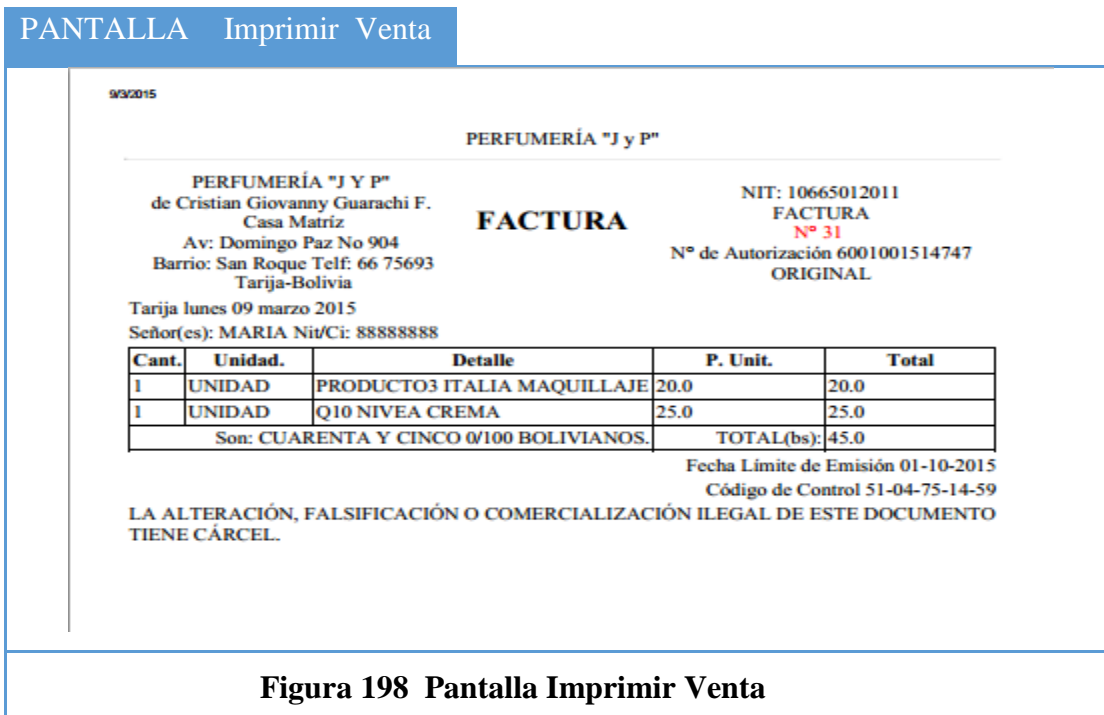 PANTALLA Imprimir Venta
9/3/2015
PERFUMERÍA "J y P"
PERFUMERÍA "J Y P"
de Cristian Giovanny Guarachi F.
Casa Matríz
Av: Domingo Paz No 904
Barrio: San Roque Telf: 66 75693
Tarija-Bolivia
FACTURA
NIT: 10665012011
FACTURA
Nº 31
Nº de Autorización 6001001514747
ORIGINAL
Tarija lunes 09 marzo 2015
Señor(es): MARIA Nit/Ci: 88888888
Cant. Unidad. Detalle P. Unit. Total
1 UNIDAD PRODUCTO3 ITALIA MAQUILLAJE 20.0 20.0
1 UNIDAD Q10 NIVEA CREMA 25.0 25.0
Son: CUARENTA Y CINCO 0/100 BOLIVIANOS. TOTAL(bs): 45.0
Fecha Límite de Emisión 01-10-2015
Código de Control 51-04-75-14-59
LA ALTERACIÓN, FALSIFICACIÓN O COMERCIALIZACIÓN ILEGAL DE ESTE DOCUMENTO
TIENE CÁRCEL.
Figura 198 Pantalla Imprimir Venta